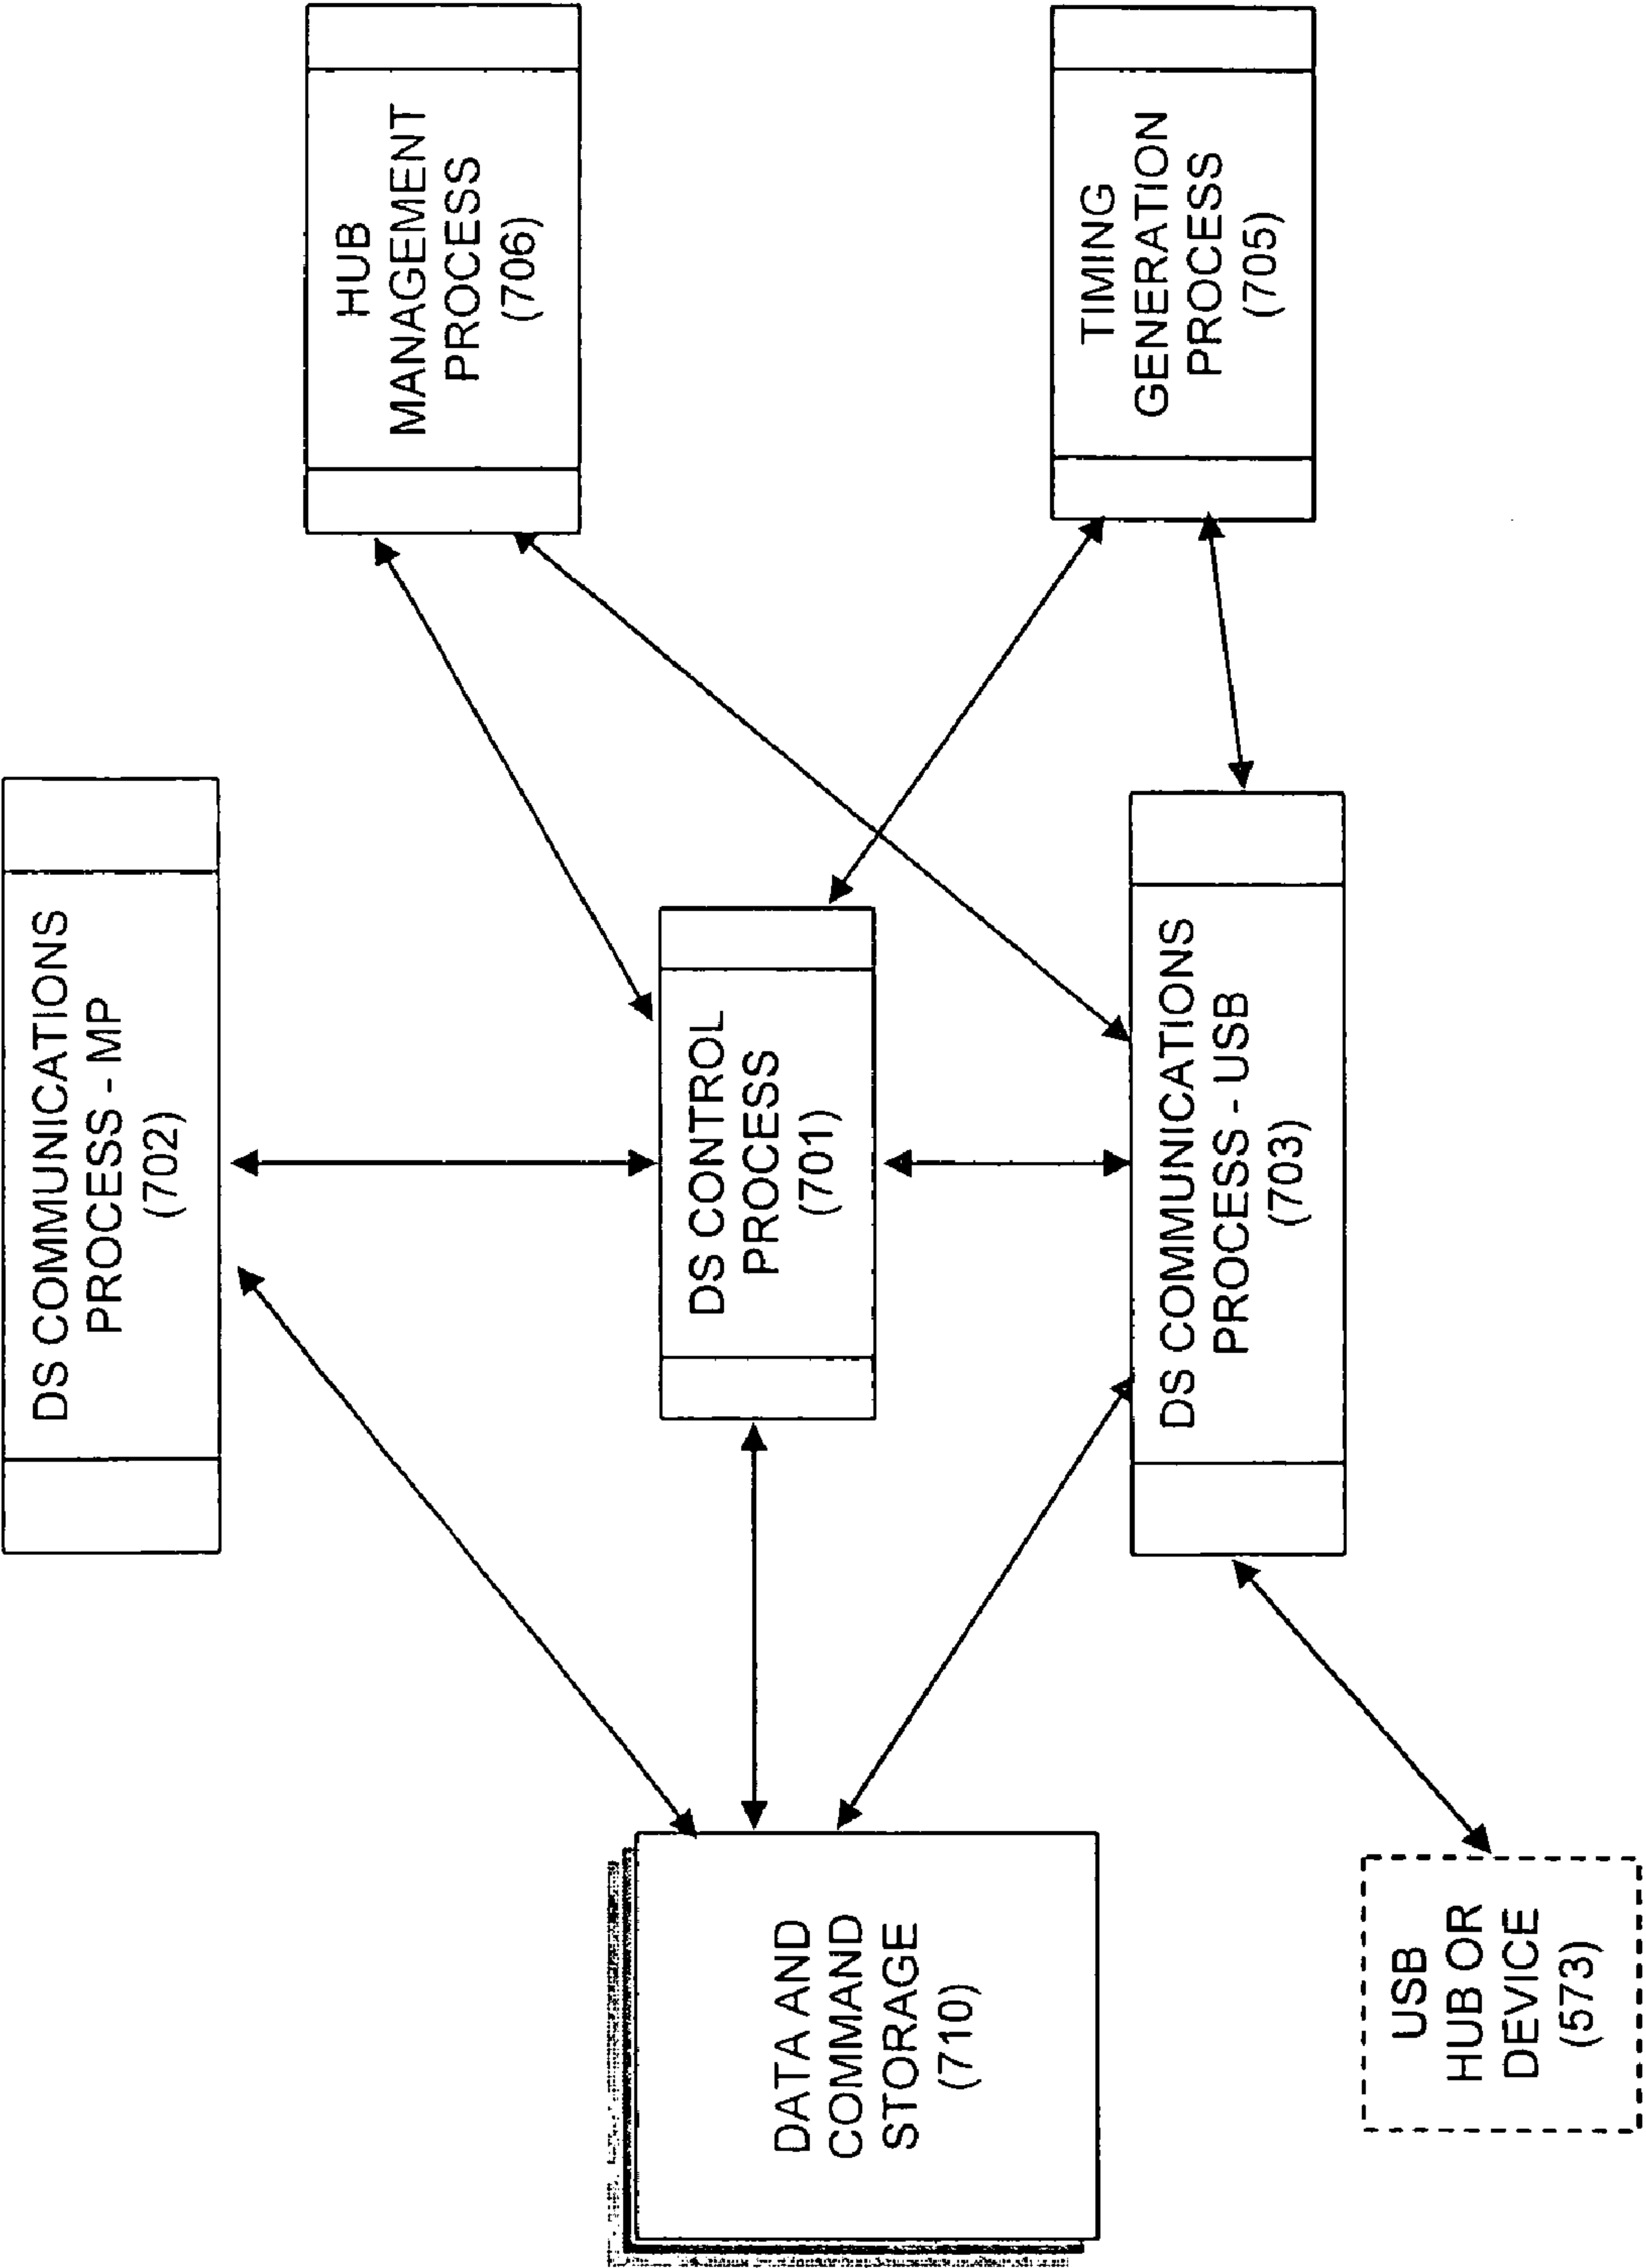 DS COMMUNICATIONS
PROCESS - MP
(702)
HUB
MANAGEMENT
PROCESS
(706)
DATA AND
COMMAND
STORAGE
(710)
DS CONTROL
PROCESS
(701)
TIMING
GENERATION
PROCESS
(705)
DS COMMUNICATIONS
PROCESS - USB
(703)
USB
HUB OR
DEVICE
(573)